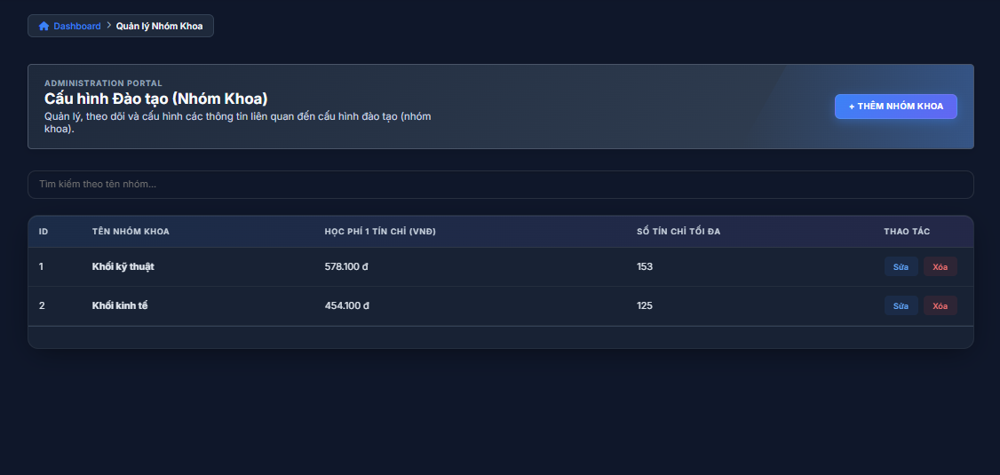 Dashboard > Quản lý Nhóm Khoa
ADMINISTRATION PORTAL
Cấu hình Đào tạo (Nhóm Khoa)
Quản lý, theo dõi và cấu hình các thông tin liên quan đến cấu hình đào tạo (nhóm
khoa).
+ THÊM NHÓM KHOA
Tìm kiếm theo tên nhóm...
ID TÊN NHÓM KHOA HỌC PHÍ 1 TÍN CHỈ (VNĐ) SỐ TÍN CHỈ TỐI ĐA THAO TÁC
1 Khối kỹ thuật 578.100 đ 153 Sửa Xóa
2 Khối kinh tế 454.100 đ 125 Sửa Xóa